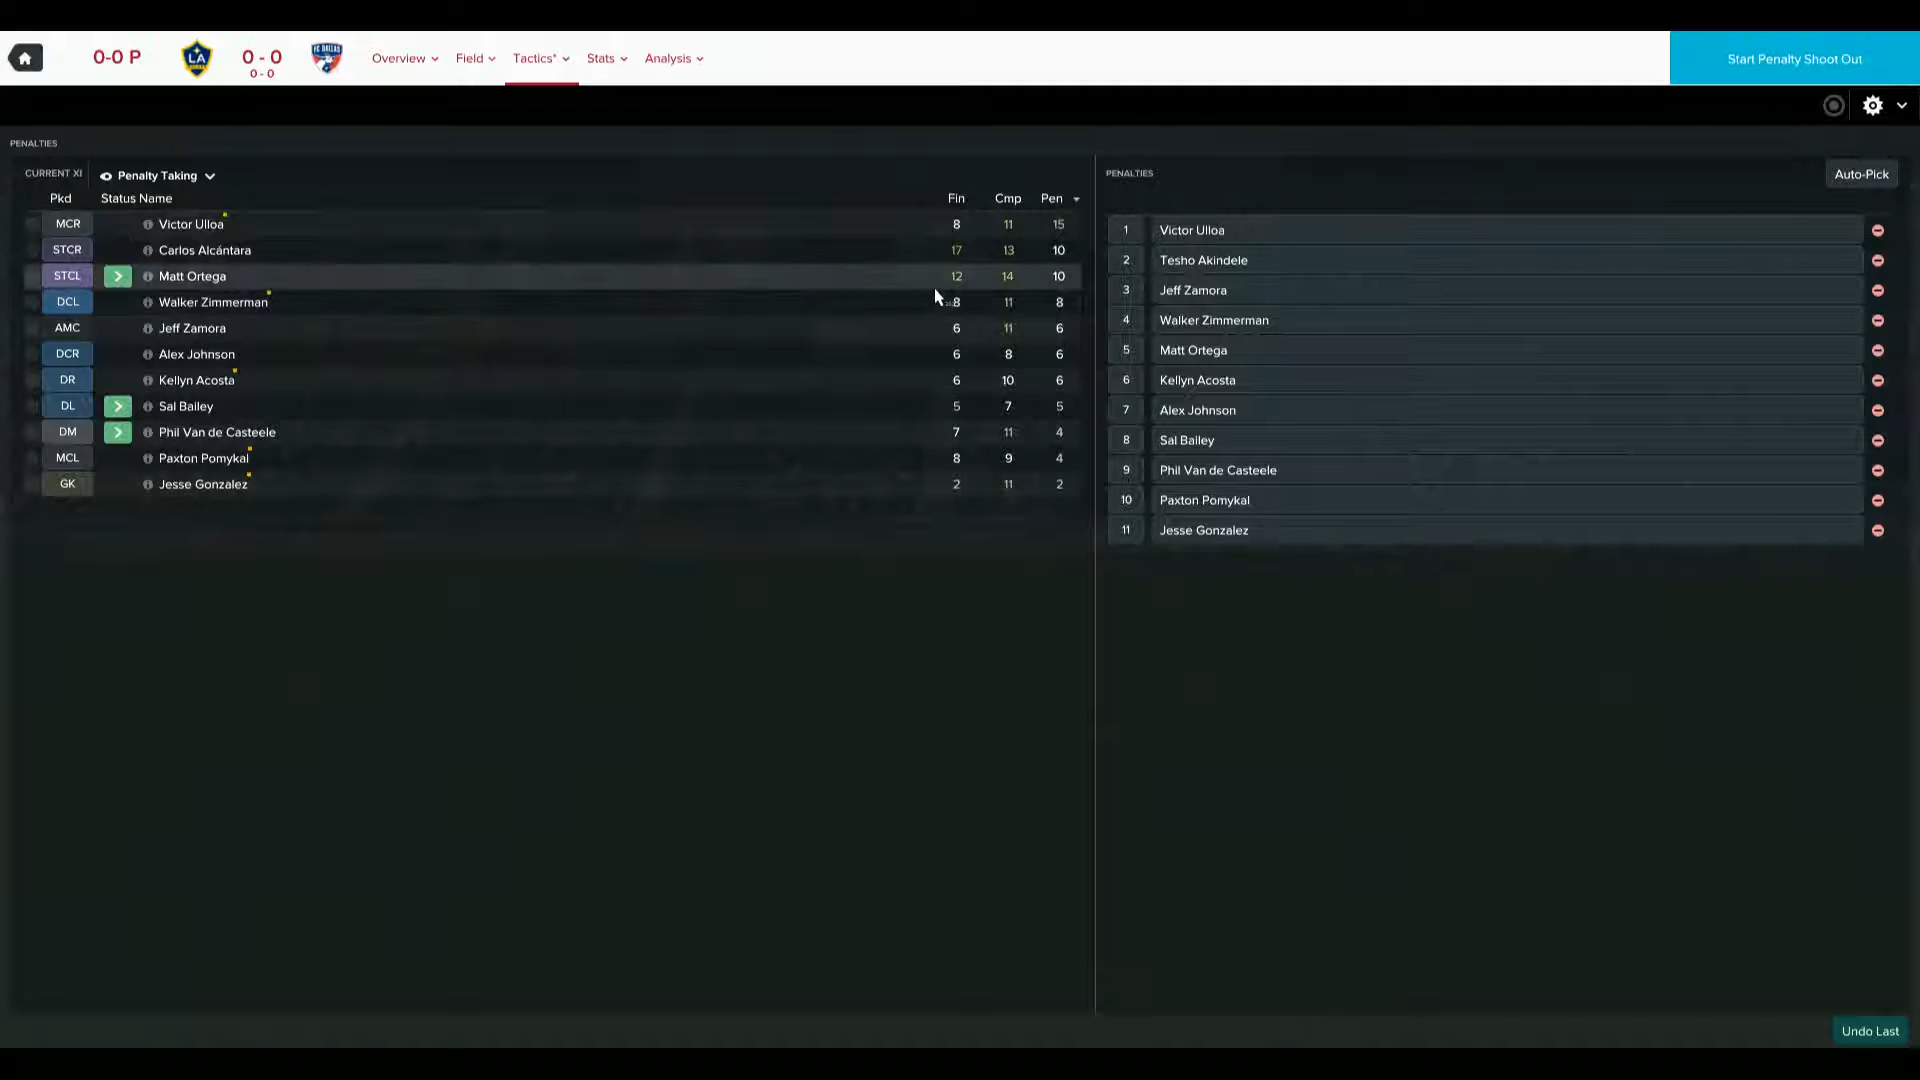 0-0 P LA 0 - 0 FC DALLAS Overview Field Tactics* Stats Analysis Start Penalty Shoot Out
0 - 0
PENALTIES
CURRENT XI Penalty Taking
Pkd Status Name Fin Cmp Pen
MCR Victor Ulloa 8 11 15
STCR Carlos Alcántara 17 13 10
STCL Matt Ortega 12 14 10
DCL Walker Zimmerman 8 11 8
AMC Jeff Zamora 6 11 6
DCR Alex Johnson 6 8 6
DR Kellyn Acosta 6 10 6
DL Sal Bailey 5 7 5
DM Phil Van de Casteele 7 11 4
MCL Paxton Pomykal 8 9 4
GK Jesse Gonzalez 2 11 2
PENALTIES Auto-Pick
1 Victor Ulloa
2 Tesho Akindele
3 Jeff Zamora
4 Walker Zimmerman
5 Matt Ortega
6 Kellyn Acosta
7 Alex Johnson
8 Sal Bailey
9 Phil Van de Casteele
10 Paxton Pomykal
11 Jesse Gonzalez
Undo Last